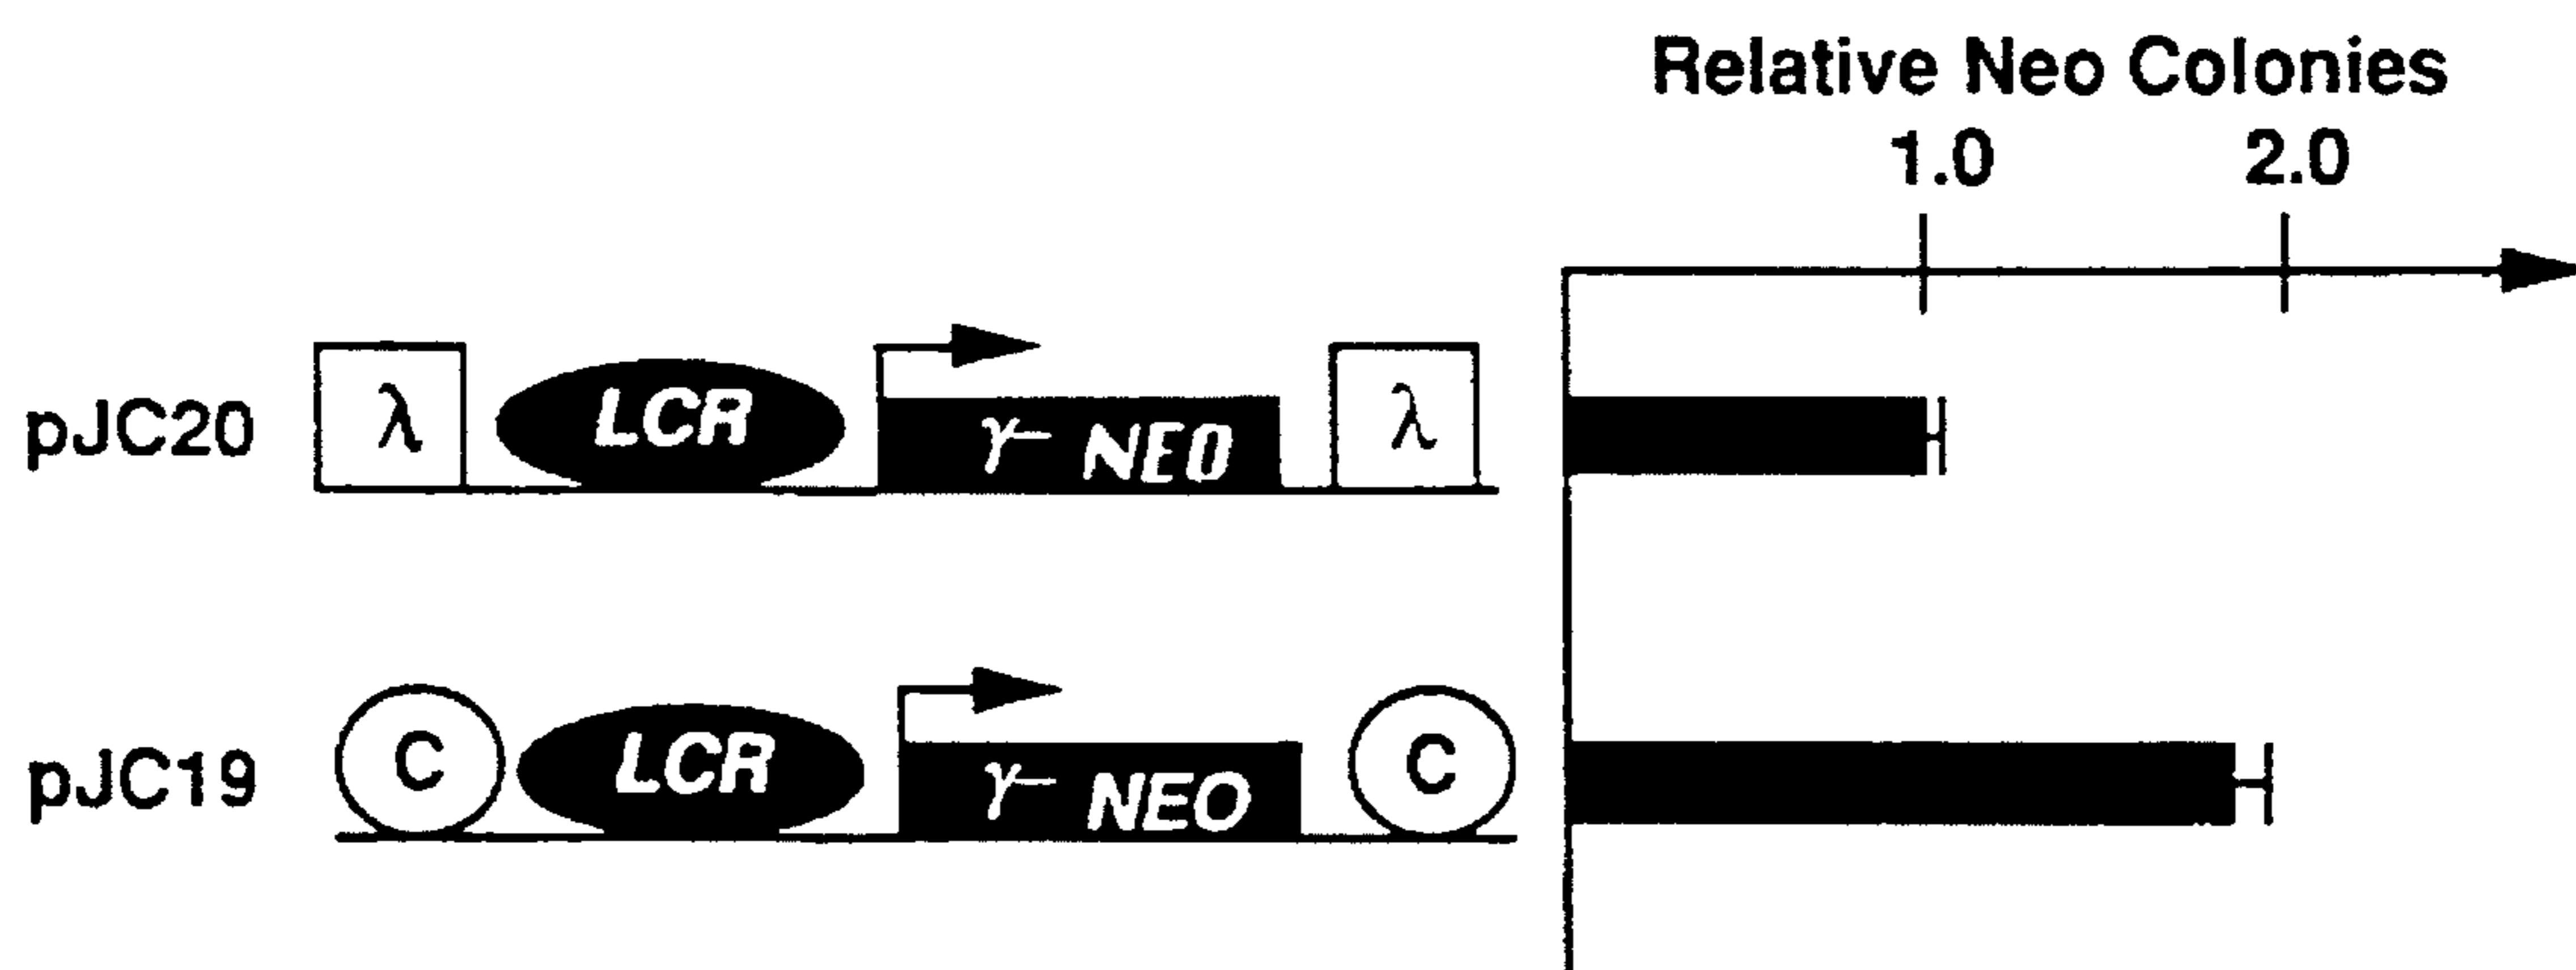 Relative Neo Colonies
1.0 2.0
pJC20 λ LCR γ- NEO λ
pJC19 C LCR γ- NEO C